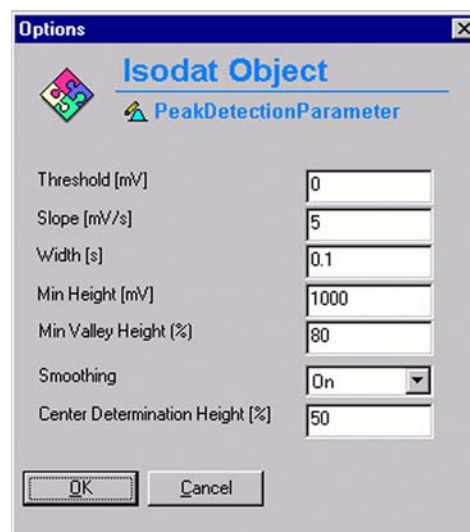 Options
Isodat Object
PeakDetectionParameter
Threshold [mV] 0
Slope [mV/s] 5
Width [s] 0.1
Min Height [mV] 1000
Min Valley Height (%) 80
Smoothing On
Center Determination Height [%] 50
OK Cancel